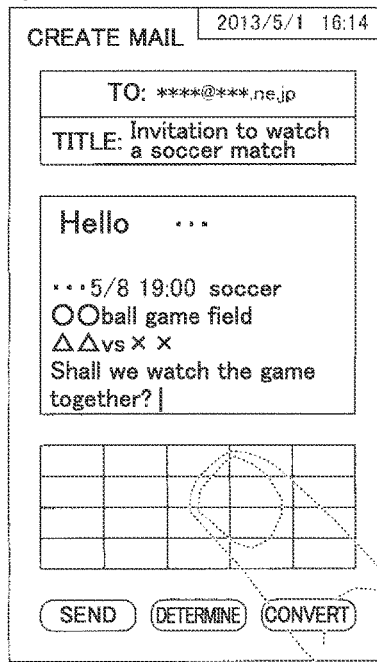 2013/5/1 16:14
CREATE MAIL
TO: ****@***.ne.jp
TITLE: Invitation to watch
a soccer match
Hello ・・・
・・・5/8 19:00 soccer
○○ball game field
△△vs××
Shall we watch the game
together?
SEND DETERMINE CONVERT